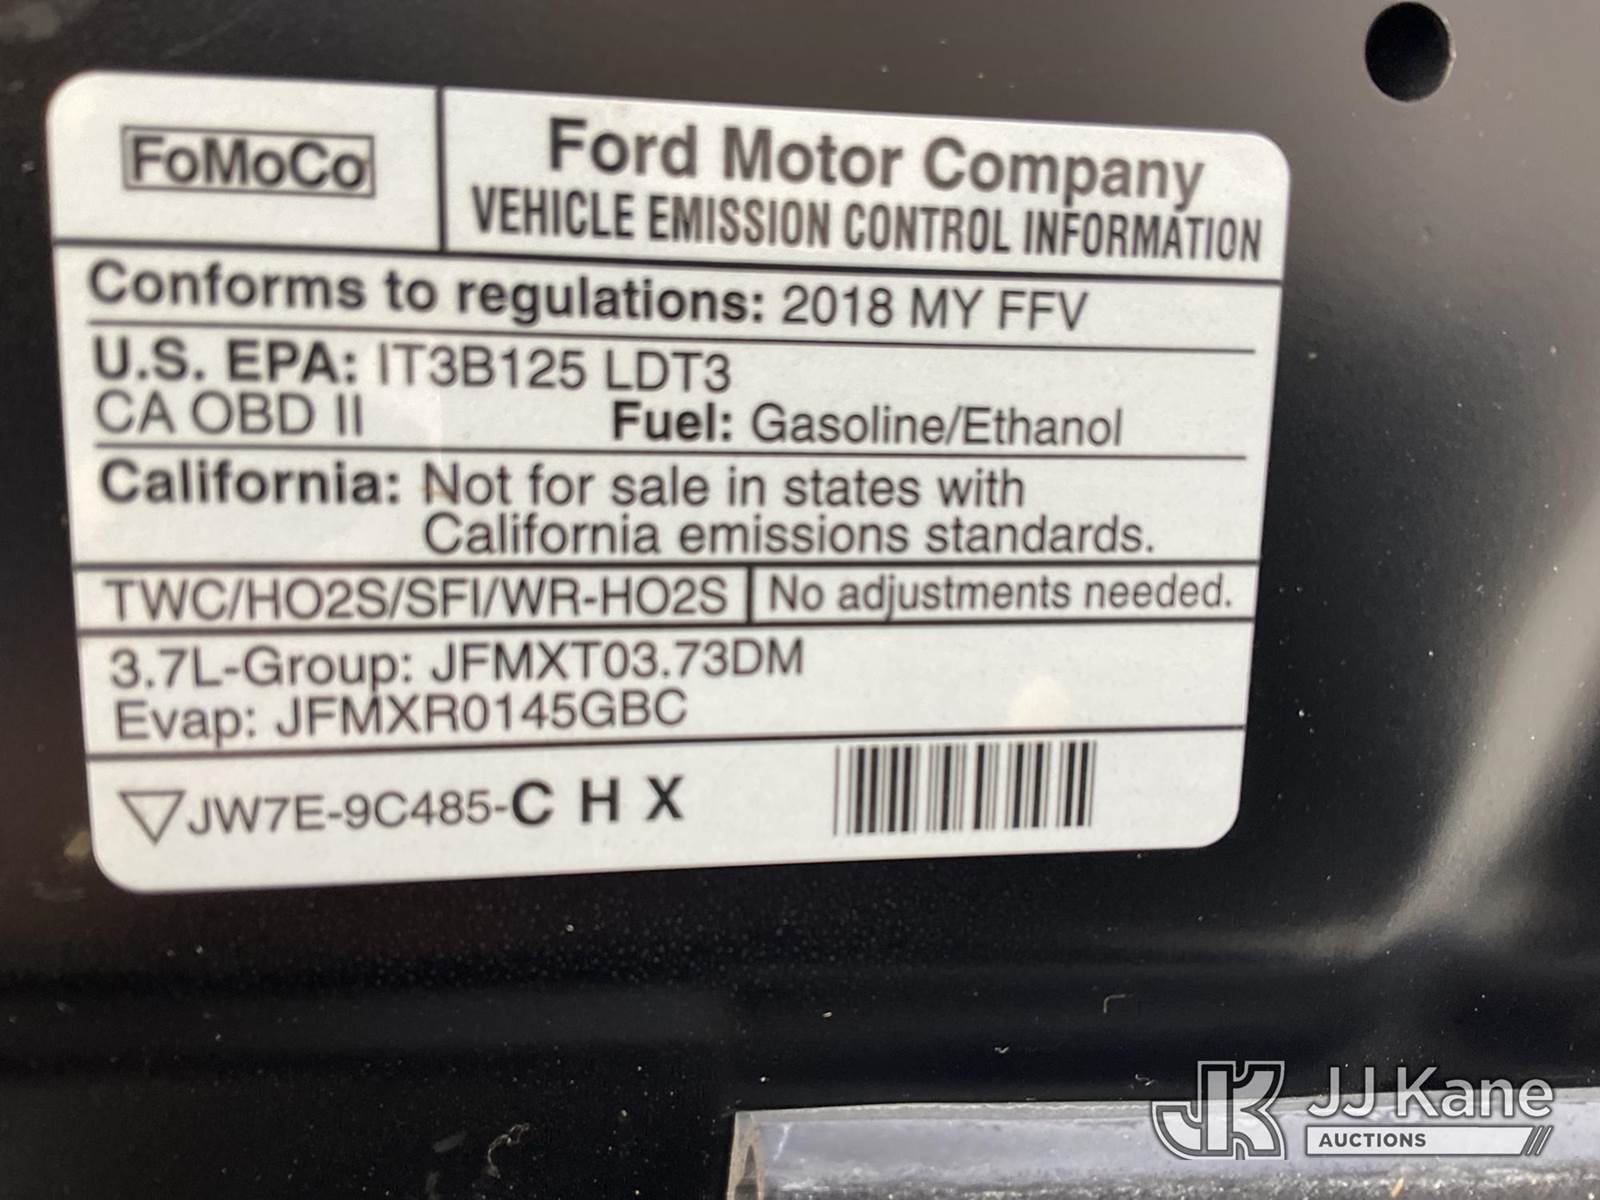 FoMoCo
Ford Motor Company
VEHICLE EMISSION CONTROL INFORMATION
Conforms to regulations: 2018 MY FFV
U.S. EPA: IT3B125 LDT3
CA OBD II Fuel: Gasoline/Ethanol
California: Not for sale in states with
California emissions standards.
TWC/HO2S/SFI/WR-HO2S No adjustments needed.
3.7L-Group: JFMXT03.73DM
Evap: JFMXR0145GBC
JW7E-9C485-C H X
JK JJ Kane
AUCTIONS